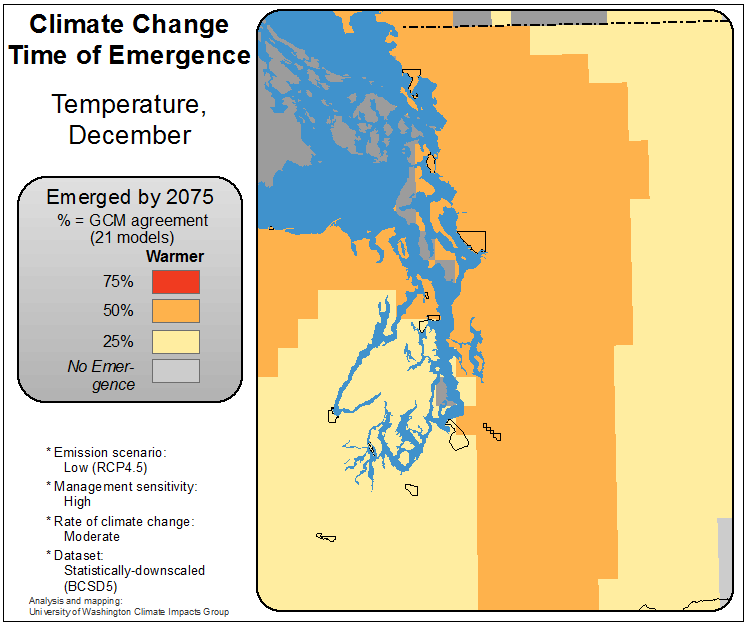 Climate Change
Time of Emergence
Temperature,
December
Emerged by 2075
% = GCM agreement
(21 models)
Warmer
75%
50%
25%
No Emer-
gence
* Emission scenario:
Low (RCP4.5)
* Management sensitivity:
High
* Rate of climate change:
Moderate
* Dataset:
Statistically-downscaled
(BCSD5)
Analysis and mapping:
University of Washington Climate Impacts Group